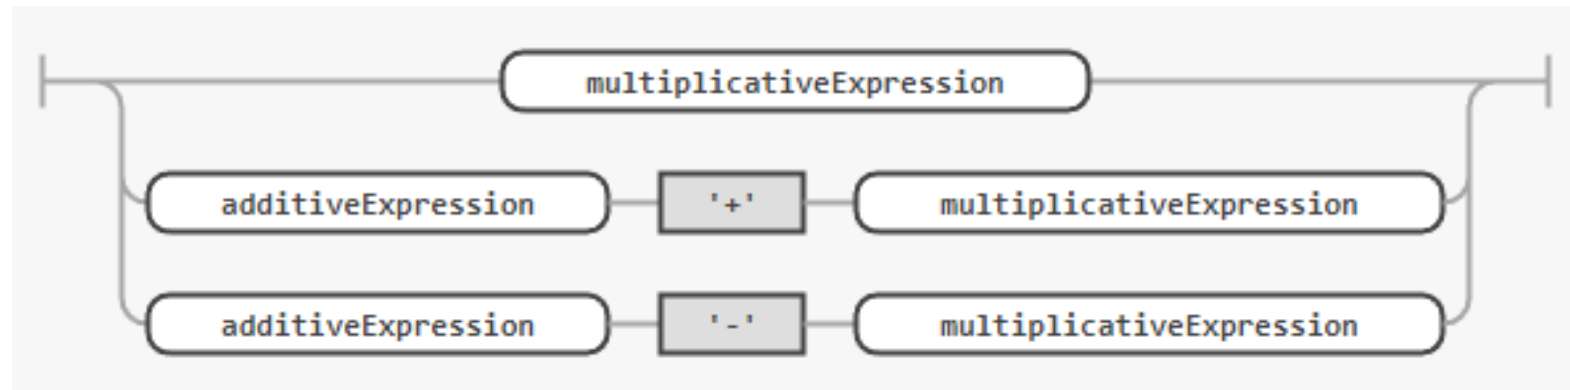 multiplicativeExpression
additiveExpression '+' multiplicativeExpression
additiveExpression '-' multiplicativeExpression